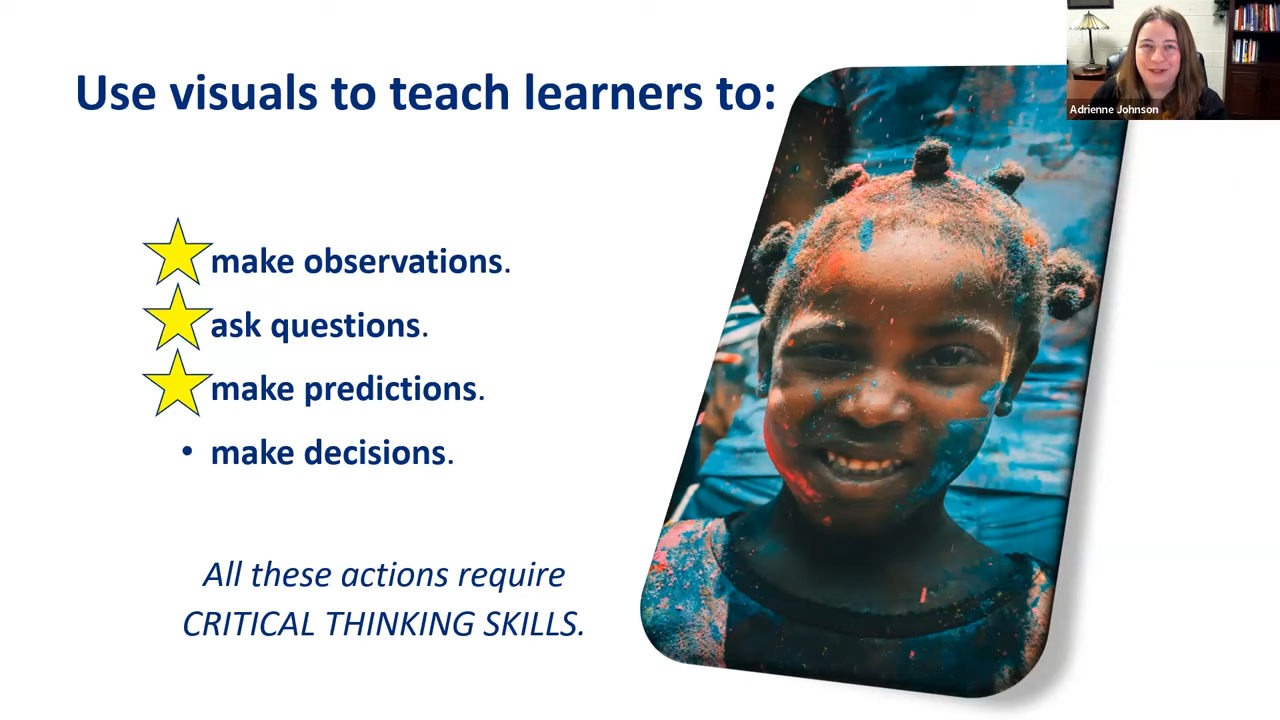 Use visuals to teach learners to:
make observations.
ask questions.
make predictions.
• make decisions.
All these actions require
CRITICAL THINKING SKILLS.
Adrienne Johnson